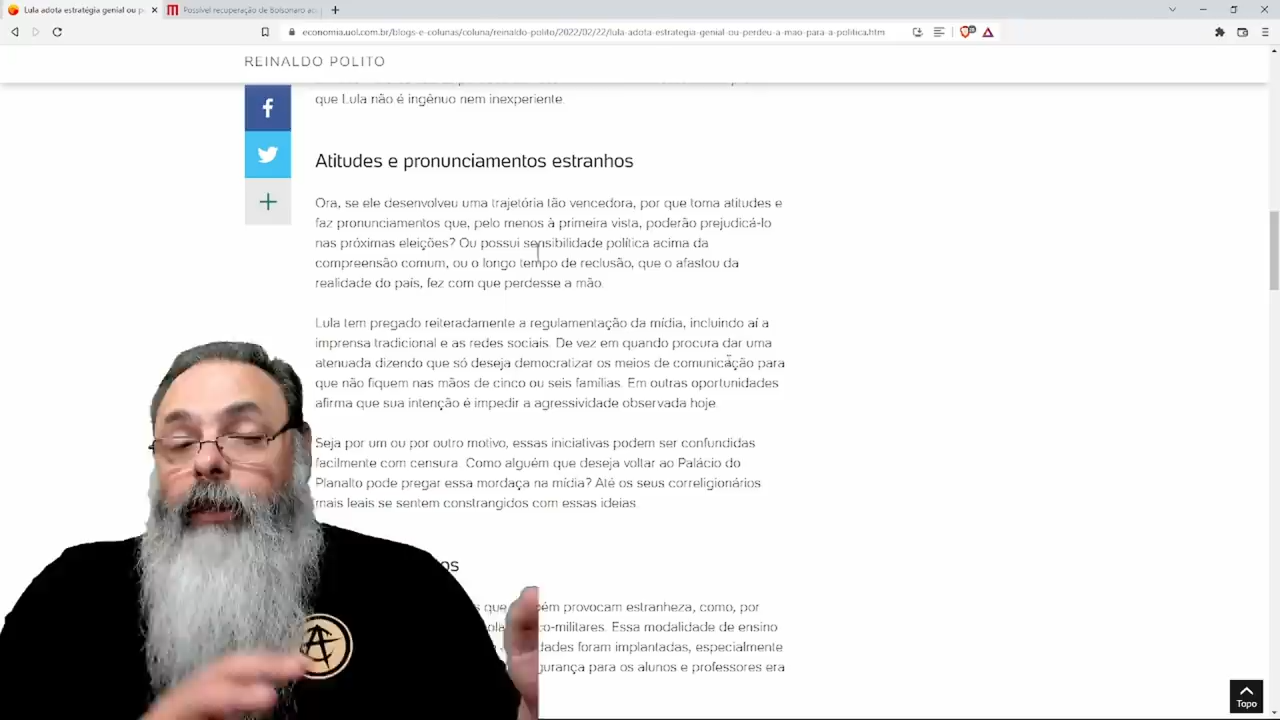 Lula adota estratégia genial ou p
Possível recuperação de Bolsonaro as
economia.uol.com.br/blogs-e-colunas/coluna/reinaldo-polito/2022/02/22/lula-adota-estrategia-genial-ou-perdeu-a-mao-para-a-politica.htm
REINALDO POLITO
que Lula não é ingênuo nem inexperiente.
Atitudes e pronunciamentos estranhos
Ora, se ele desenvolveu uma trajetória tão vencedora, por que toma atitudes e
faz pronunciamentos que, pelo menos à primeira vista, poderão prejudicá-lo
nas próximas eleições? Ou possui sensibilidade política acima da
compreensão comum, ou o longo tempo de reclusão, que o afastou da
realidade do país, fez com que perdesse a mão.
Lula tem pregado reiteradamente a regulamentação da mídia, incluindo aí a
imprensa tradicional e as redes sociais. De vez em quando procura dar uma
atenuada dizendo que só deseja democratizar os meios de comunicação para
que não fiquem nas mãos de cinco ou seis famílias. Em outras oportunidades
afirma que sua intenção é impedir a agressividade observada hoje.
Seja por um ou por outro motivo, essas iniciativas podem ser confundidas
facilmente com censura. Como alguém que deseja voltar ao Palácio do
Planalto pode pregar essa mordaça na mídia? Até os seus correligionários
mais leais se sentem constrangidos com essas ideias.
os
que provocam estranheza, como, por
o-militares. Essa modalidade de ensino
dades foram implantadas, especialmente
gurança para os alunos e professores era
Topo